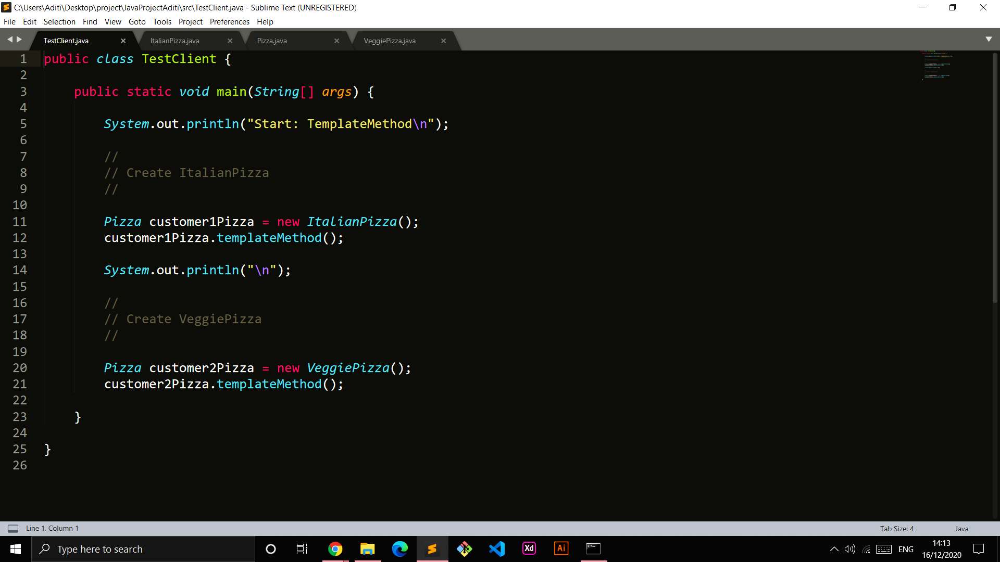 C:\Users\Aditi\Desktop\project\JavaProjectAditi\src\TestClient.java - Sublime Text (UNREGISTERED)
File Edit Selection Find View Goto Tools Project Preferences Help
TestClient.java ItalianPizza.java Pizza.java VeggiePizza.java
1 public class TestClient {
2
3 public static void main(String[] args) {
4
5 System.out.println("Start: TemplateMethod\n");
6
7 //
8 // Create ItalianPizza
9 //
10
11 Pizza customer1Pizza = new ItalianPizza();
12 customer1Pizza.templateMethod();
13
14 System.out.println("\n");
15
16 //
17 // Create VeggiePizza
18 //
19
20 Pizza customer2Pizza = new VeggiePizza();
21 customer2Pizza.templateMethod();
22
23 }
24
25 }
26
Line 1, Column 1 Tab Size: 4 Java
Type here to search Xd Ai ENG 14:13
16/12/2020